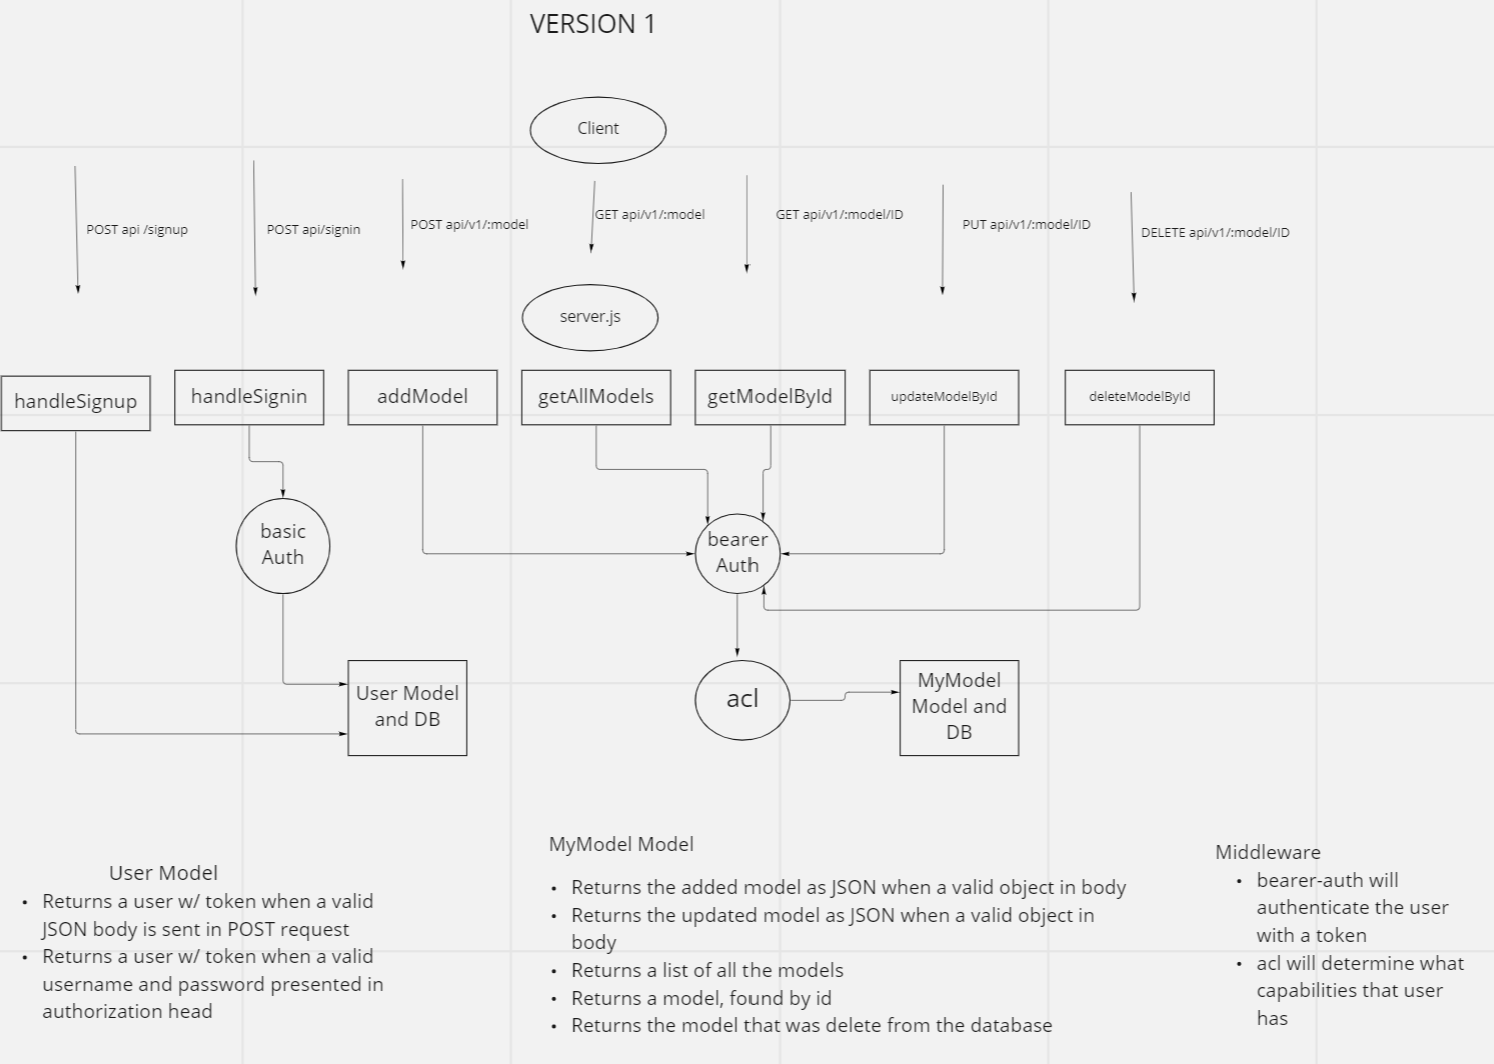 VERSION 1
Client
POST api /signup
POST api/signin
POST api/v1/:model
GET api/v1/:model
GET api/v1/:model/ID
PUT api/v1/:model/ID
DELETE api/v1/:model/ID
server.js
handleSignup
handleSignin
addModel
getAllModels
getModelById
updateModelById
deleteModelById
basic
Auth
bearer
Auth
User Model
and DB
acl
MyModel
Model and
DB
User Model
• Returns a user w/ token when a valid
JSON body is sent in POST request
• Returns a user w/ token when a valid
username and password presented in
authorization head
MyModel Model
• Returns the added model as JSON when a valid object in body
• Returns the updated model as JSON when a valid object in
body
• Returns a list of all the models
• Returns a model, found by id
• Returns the model that was delete from the database
Middleware
• bearer-auth will
authenticate the user
with a token
• acl will determine what
capabilities that user
has